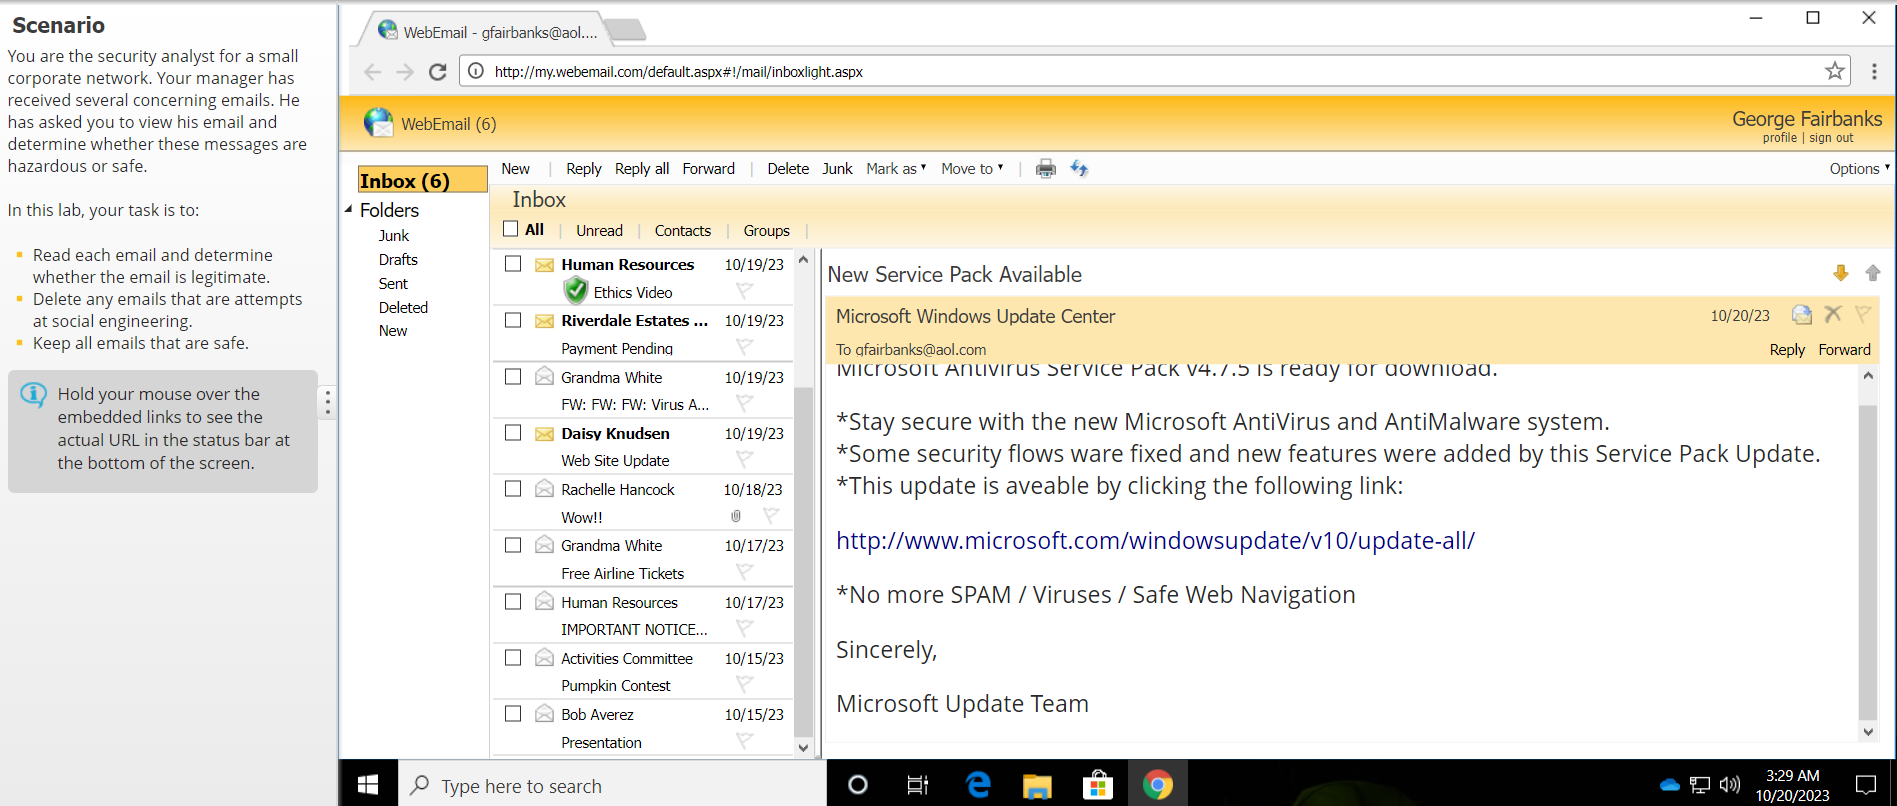 Scenario
You are the security analyst for a small
corporate network. Your manager has
received several concerning emails. He
has asked you to view his email and
determine whether these messages are
hazardous or safe.
In this lab, your task is to:
Read each email and determine
whether the email is legitimate.
Delete any emails that are attempts
at social engineering.
Keep all emails that are safe.
Hold your mouse over the
embedded links to see the
actual URL in the status bar at
the bottom of the screen.
WebEmail - gfairbanks@aol....
http://my.webemail.com/default.aspx#!/mail/inboxlight.aspx
WebEmail (6)
George Fairbanks
profile | sign out
New | Reply Reply all Forward | Delete Junk Mark as Move to | Options
Inbox (6)
Folders
Junk
Drafts
Sent
Deleted
New
Inbox
All | Unread | Contacts | Groups |
Human Resources 10/19/23
Ethics Video
Riverdale Estates ... 10/19/23
Payment Pending
Grandma White 10/19/23
FW: FW: FW: Virus A...
Daisy Knudsen 10/19/23
Web Site Update
Rachelle Hancock 10/18/23
Wow!!
Grandma White 10/17/23
Free Airline Tickets
Human Resources 10/17/23
IMPORTANT NOTICE...
Activities Committee 10/15/23
Pumpkin Contest
Bob Averez 10/15/23
Presentation
New Service Pack Available
Microsoft Windows Update Center 10/20/23
To gfairbanks@aol.com Reply Forward
Microsoft Antivirus Service Pack v4.7.5 is ready for download.
*Stay secure with the new Microsoft AntiVirus and AntiMalware system.
*Some security flows ware fixed and new features were added by this Service Pack Update.
*This update is aveable by clicking the following link:
http://www.microsoft.com/windowsupdate/v10/update-all/
*No more SPAM / Viruses / Safe Web Navigation
Sincerely,
Microsoft Update Team
Type here to search
3:29 AM
10/20/2023